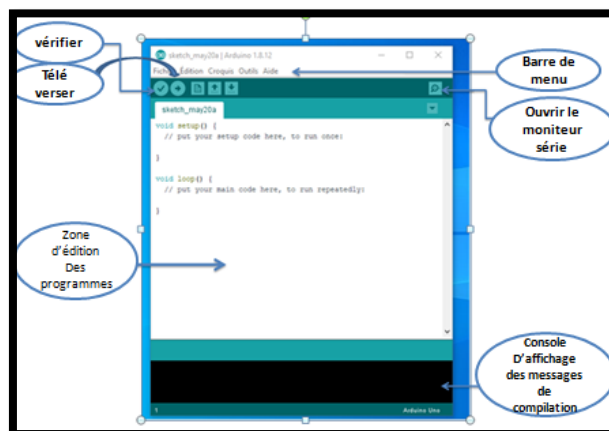 vérifier
Télé
verser
sketch_may20a | Arduino 1.8.12
Fichier Édition Croquis Outils Aide
Barre de
menu
sketch_may20a
Ouvrir le
moniteur
série
void setup() {
// put your setup code here, to run once:
}
void loop() {
// put your main code here, to run repeatedly:
}
Zone
d'édition
Des
programmes
Console
D'affichage
des messages
de
compilation
1
Arduino Uno